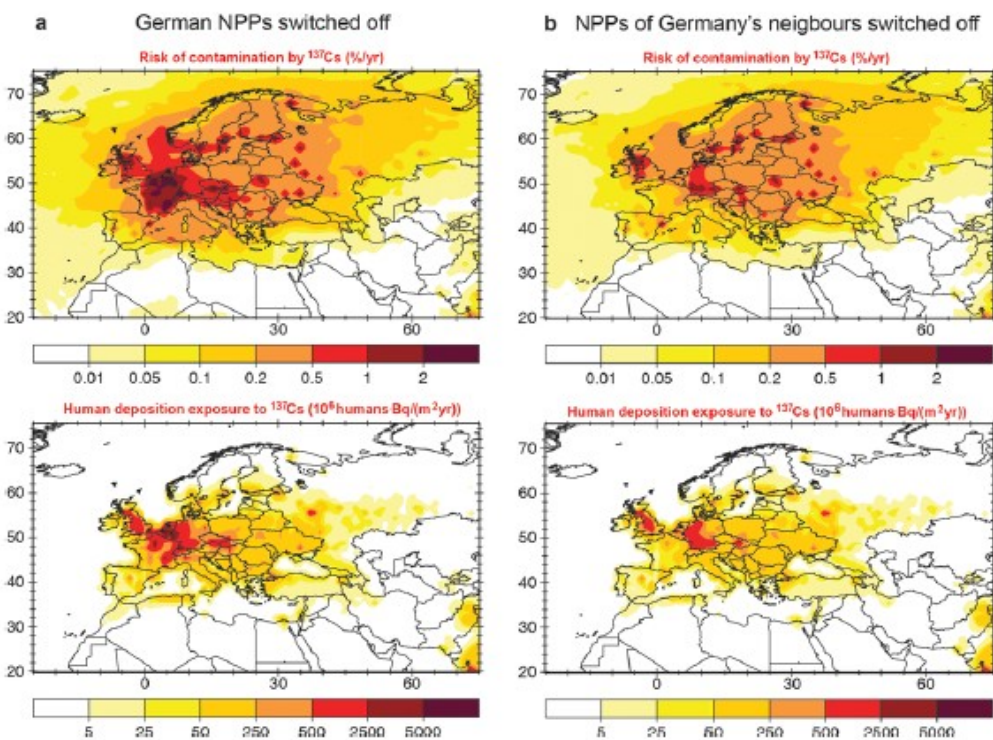 a German NPPs switched off
Risk of contamination by ¹³⁷Cs (%/yr)
70
60
50
40
30
20
0 30 60
0.01 0.05 0.1 0.2 0.5 1 2
Human deposition exposure to ¹³⁷Cs (10⁶ humans Bq/(m²yr))
70
60
50
40
30
20
0 30 60
5 25 50 250 500 2500 5000
b NPPs of Germany's neigbours switched off
Risk of contamination by ¹³⁷Cs (%/yr)
70
60
50
40
30
20
0 30 60
0.01 0.05 0.1 0.2 0.5 1 2
Human deposition exposure to ¹³⁷Cs (10⁶ humans Bq/(m²yr))
70
60
50
40
30
20
0 30 60
5 25 50 250 500 2500 5000